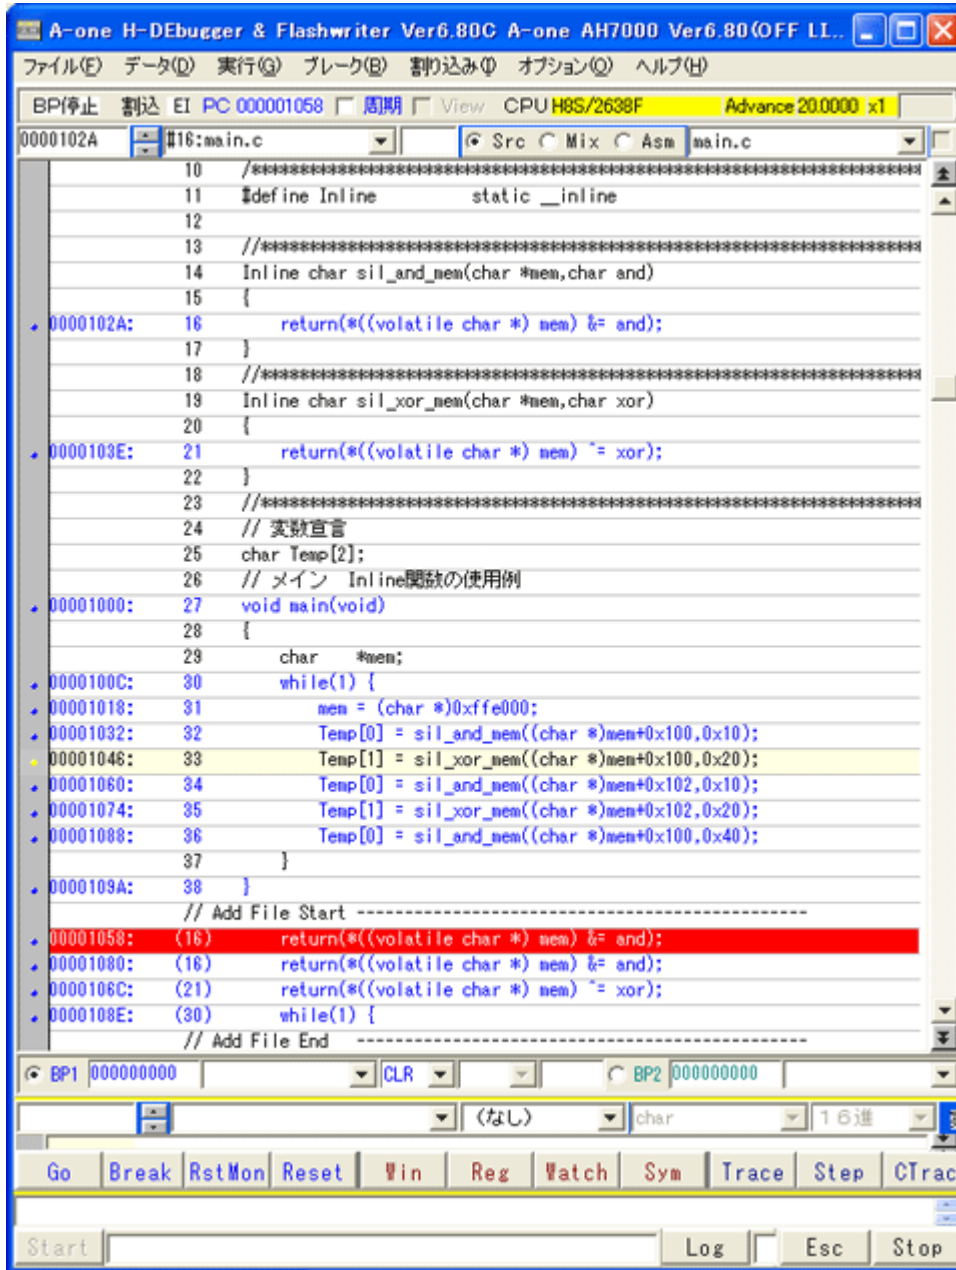 A-one H-DEbugger & Flashwriter Ver6.80C A-one AH7000 Ver6.80(OFF LI..
ファイル(F) データ(D) 実行(G) ブレーク(B) 割り込み(I) オプション(O) ヘルプ(H)
BP停止 割込 EI PC 000001058 周期 View CPU H8S/2638F Advance 20.0000 x1
0000102A #16:main.c Src Mix Asm main.c
10 /**********************************************************************
11 #define Inline static __inline
12
13 //*********************************************************************
14 Inline char sil_and_mem(char *mem,char and)
15 {
0000102A: 16 return(*((volatile char *) mem) &= and);
17 }
18 //*********************************************************************
19 Inline char sil_xor_mem(char *mem,char xor)
20 {
0000103E: 21 return(*((volatile char *) mem) ^= xor);
22 }
23 //*********************************************************************
24 // 変数宣言
25 char Temp[2];
26 // メイン Inline関数の使用例
00001000: 27 void main(void)
28 {
29 char *mem;
0000100C: 30 while(1) {
00001018: 31 mem = (char *)0xffe000;
00001032: 32 Temp[0] = sil_and_mem((char *)mem+0x100,0x10);
00001046: 33 Temp[1] = sil_xor_mem((char *)mem+0x100,0x20);
00001060: 34 Temp[0] = sil_and_mem((char *)mem+0x102,0x10);
00001074: 35 Temp[1] = sil_xor_mem((char *)mem+0x102,0x20);
00001088: 36 Temp[0] = sil_and_mem((char *)mem+0x100,0x40);
37 }
0000109A: 38 }
// Add File Start -----------------------------------------------
00001058: (16) return(*((volatile char *) mem) &= and);
00001080: (16) return(*((volatile char *) mem) &= and);
0000106C: (21) return(*((volatile char *) mem) ^= xor);
0000108E: (30) while(1) {
// Add File End -----------------------------------------------
BP1 000000000 CLR BP2 000000000
(なし) char 16進
Go Break RstMon Reset Win Reg Watch Sym Trace Step CTrac
Start Log Esc Stop